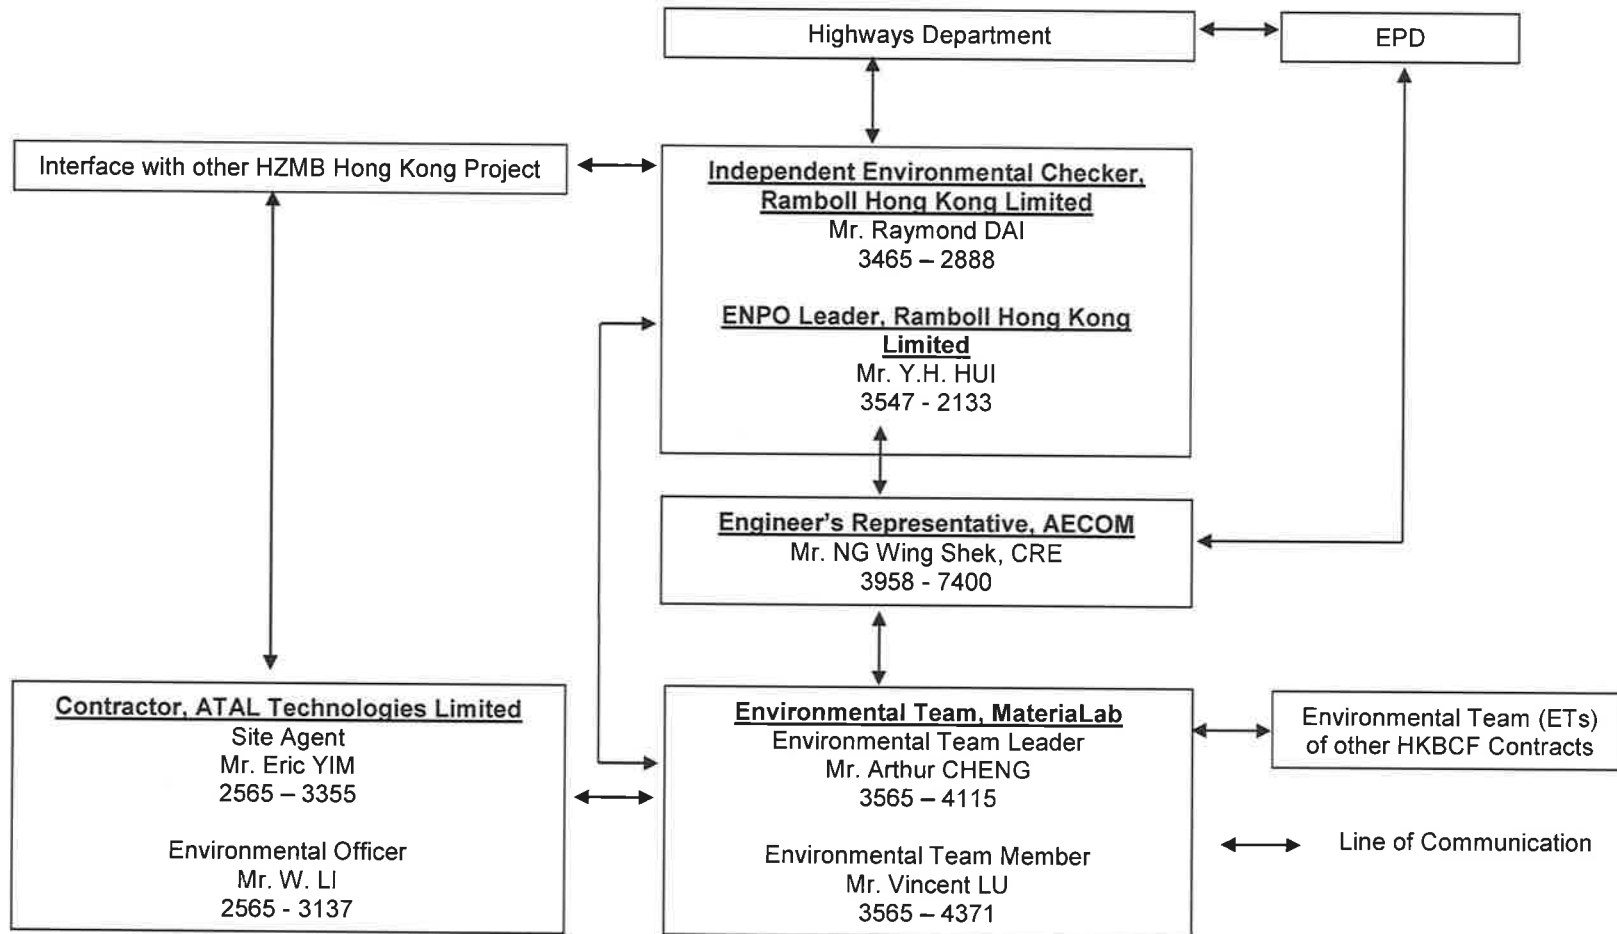 Highways Department
EPD
Interface with other HZMB Hong Kong Project
Independent Environmental Checker,
Ramboll Hong Kong Limited
Mr. Raymond DAI
3465 – 2888
ENPO Leader, Ramboll Hong Kong
Limited
Mr. Y.H. HUI
3547 - 2133
Engineer's Representative, AECOM
Mr. NG Wing Shek, CRE
3958 - 7400
Contractor, ATAL Technologies Limited
Site Agent
Mr. Eric YIM
2565 – 3355
Environmental Officer
Mr. W. LI
2565 - 3137
Environmental Team, MateriaLab
Environmental Team Leader
Mr. Arthur CHENG
3565 – 4115
Environmental Team Member
Mr. Vincent LU
3565 – 4371
Environmental Team (ETs)
of other HKBCF Contracts
Line of Communication